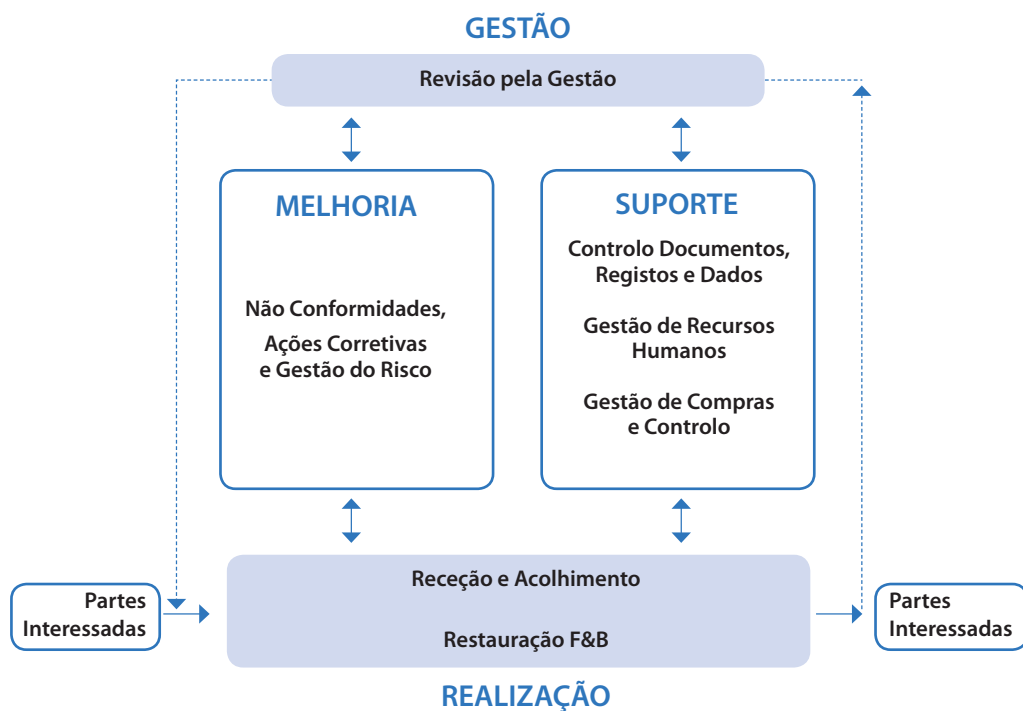 GESTÃO
Revisão pela Gestão
MELHORIA
Não Conformidades,
Ações Corretivas
e Gestão do Risco
SUPORTE
Controlo Documentos,
Registos e Dados
Gestão de Recursos
Humanos
Gestão de Compras
e Controlo
Partes
Interessadas
Receção e Acolhimento
Restauração F&B
Partes
Interessadas
REALIZAÇÃO